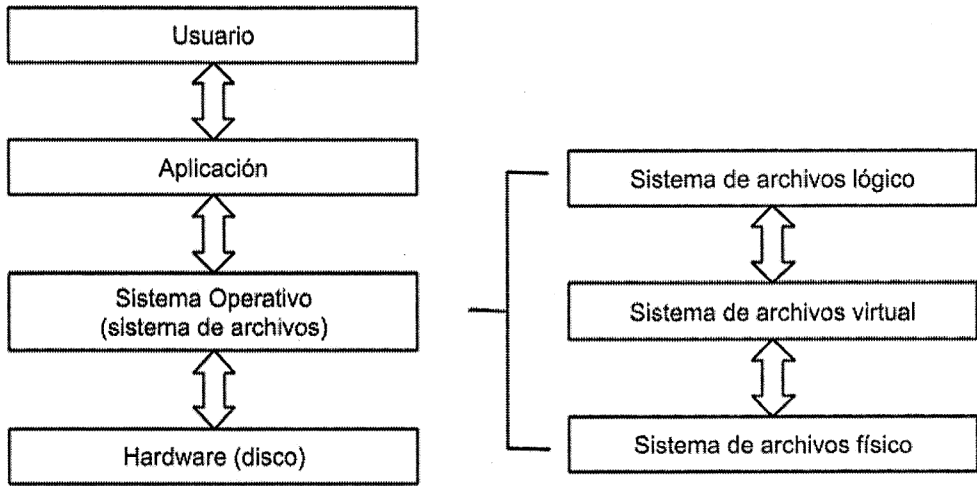 Usuario
Aplicación
Sistema Operativo
(sistema de archivos)
Hardware (disco)
Sistema de archivos lógico
Sistema de archivos virtual
Sistema de archivos físico